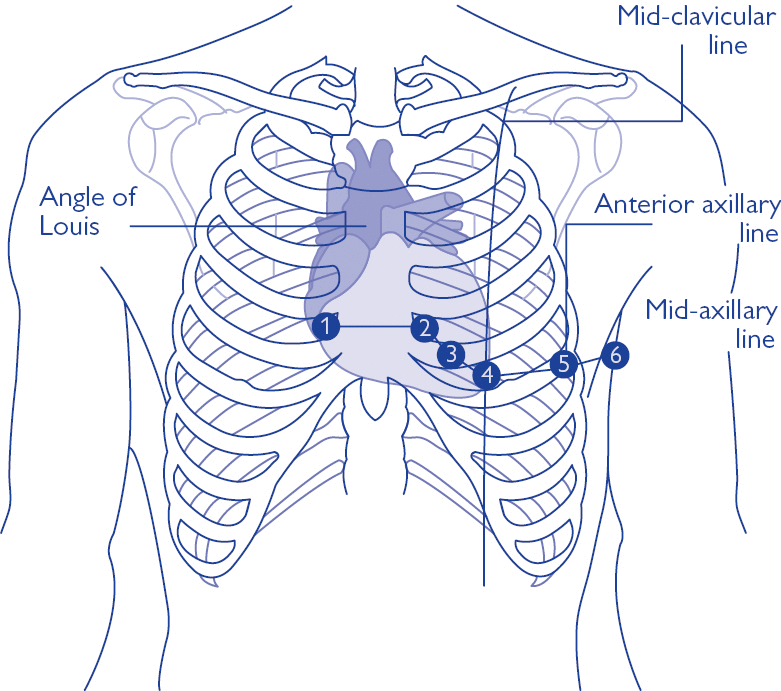 Mid-clavicular
line
Angle of
Louis
Anterior axillary
line
Mid-axillary
line
1
2
3
4
5
6